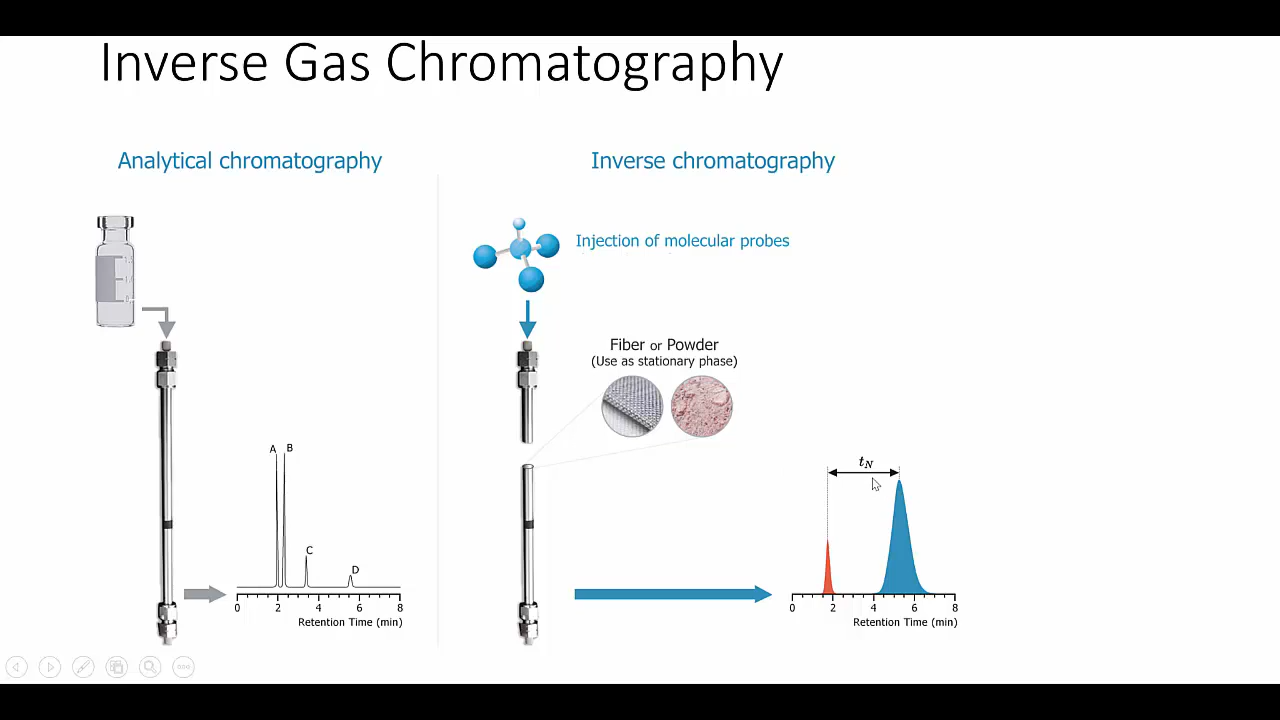 Inverse Gas Chromatography
Analytical chromatography
Inverse chromatography
Injection of molecular probes
Fiber or Powder
(Use as stationary phase)
A B
C
D
0 2 4 6 8
Retention Time (min)
tN
0 2 4 6 8
Retention Time (min)